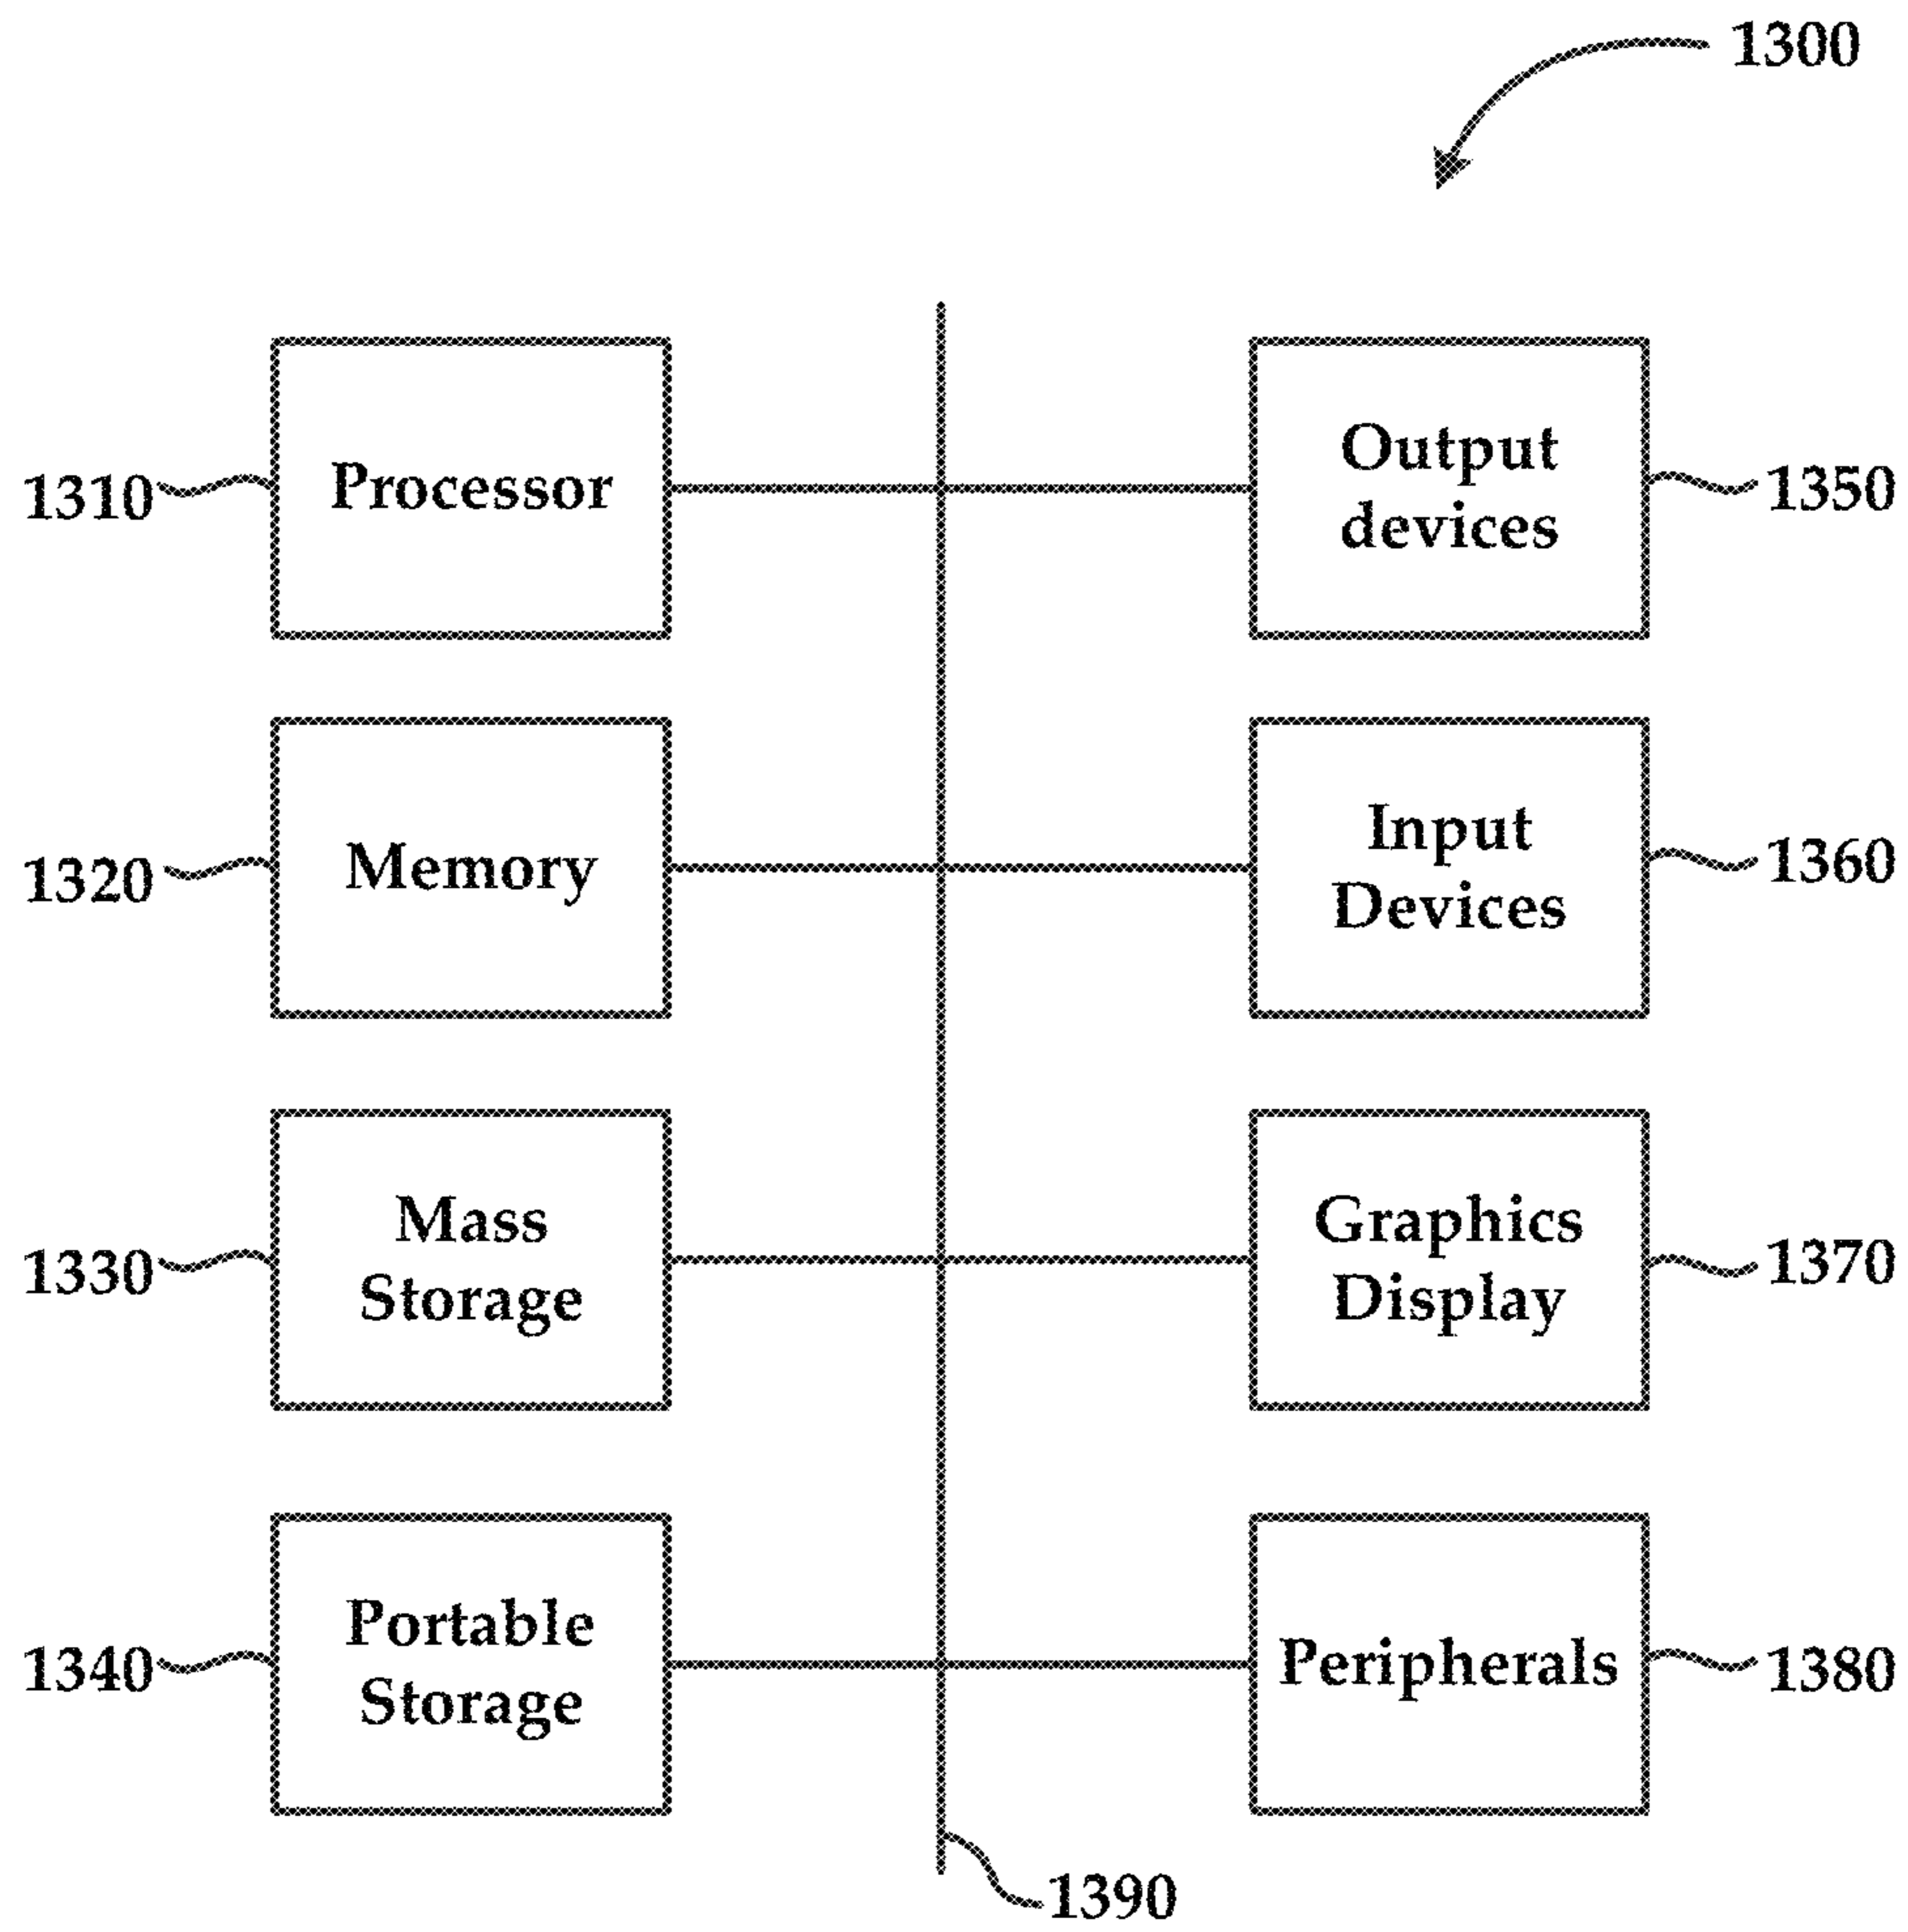 1300
1310
Processor
Output
devices
1350
1320
Memory
Input
Devices
1360
1330
Mass
Storage
Graphics
Display
1370
1340
Portable
Storage
Peripherals
1380
1390